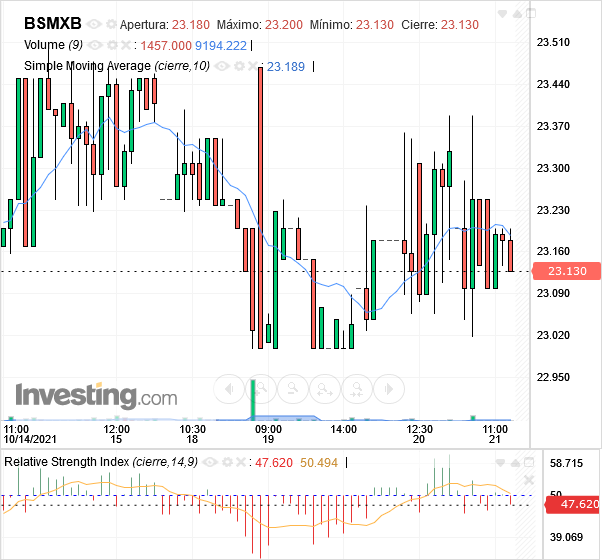 BSMXB Apertura: 23.180 Máximo: 23.200 Mínimo: 23.130 Cierre: 23.130
Volume (9) : 1457.000 9194.222
Simple Moving Average (cierre,10) : 23.189
23.510
23.440
23.370
23.300
23.230
23.160
23.130
23.090
23.020
22.950
Investing.com
11:00 12:00 10:30 09:00 14:00 12:30 11:00
10/14/2021 15 18 19 20 21
Relative Strength Index (cierre,14,9) : 47.620 50.494
58.715
50
47.620
39.069